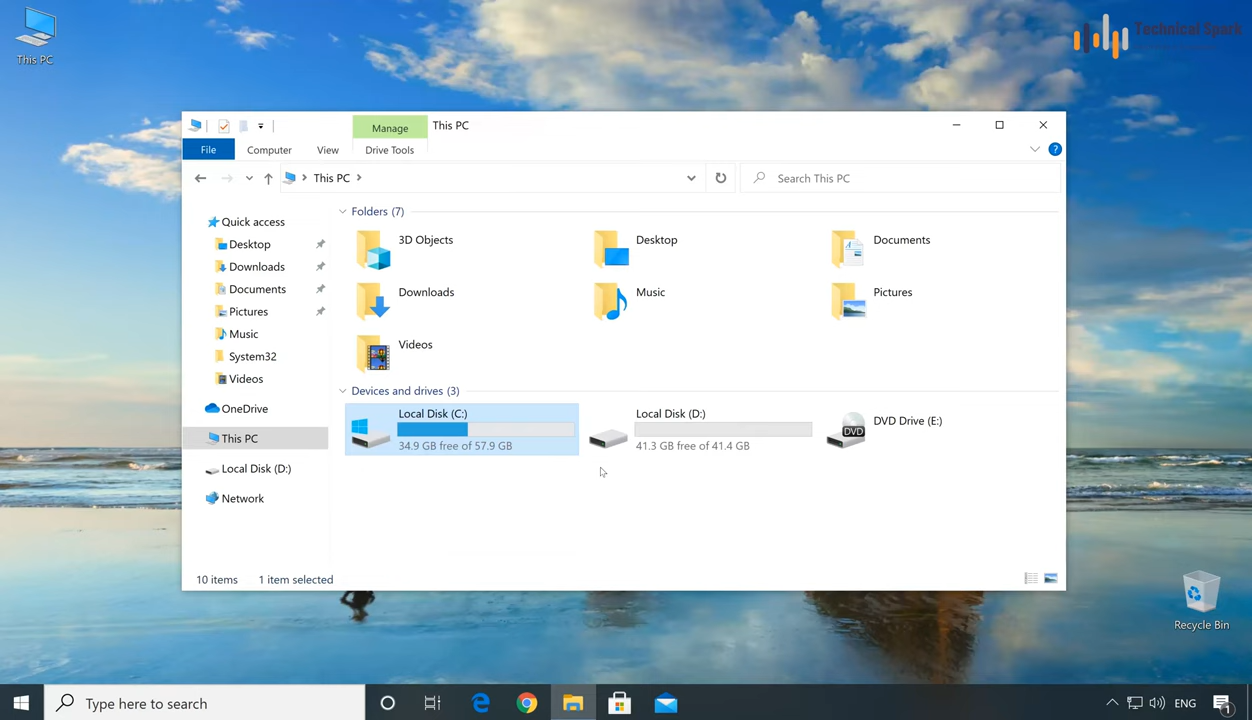 This PC
Technical Spark
Manage
This PC
File
Computer
View
Drive Tools
This PC
Search This PC
Quick access
Desktop
Downloads
Documents
Pictures
Music
System32
Videos
OneDrive
This PC
Local Disk (D:)
Network
Folders (7)
3D Objects
Desktop
Documents
Downloads
Music
Pictures
Videos
Devices and drives (3)
Local Disk (C:)
34.9 GB free of 57.9 GB
Local Disk (D:)
41.3 GB free of 41.4 GB
DVD
DVD Drive (E:)
10 items
1 item selected
Recycle Bin
Type here to search
ENG
1